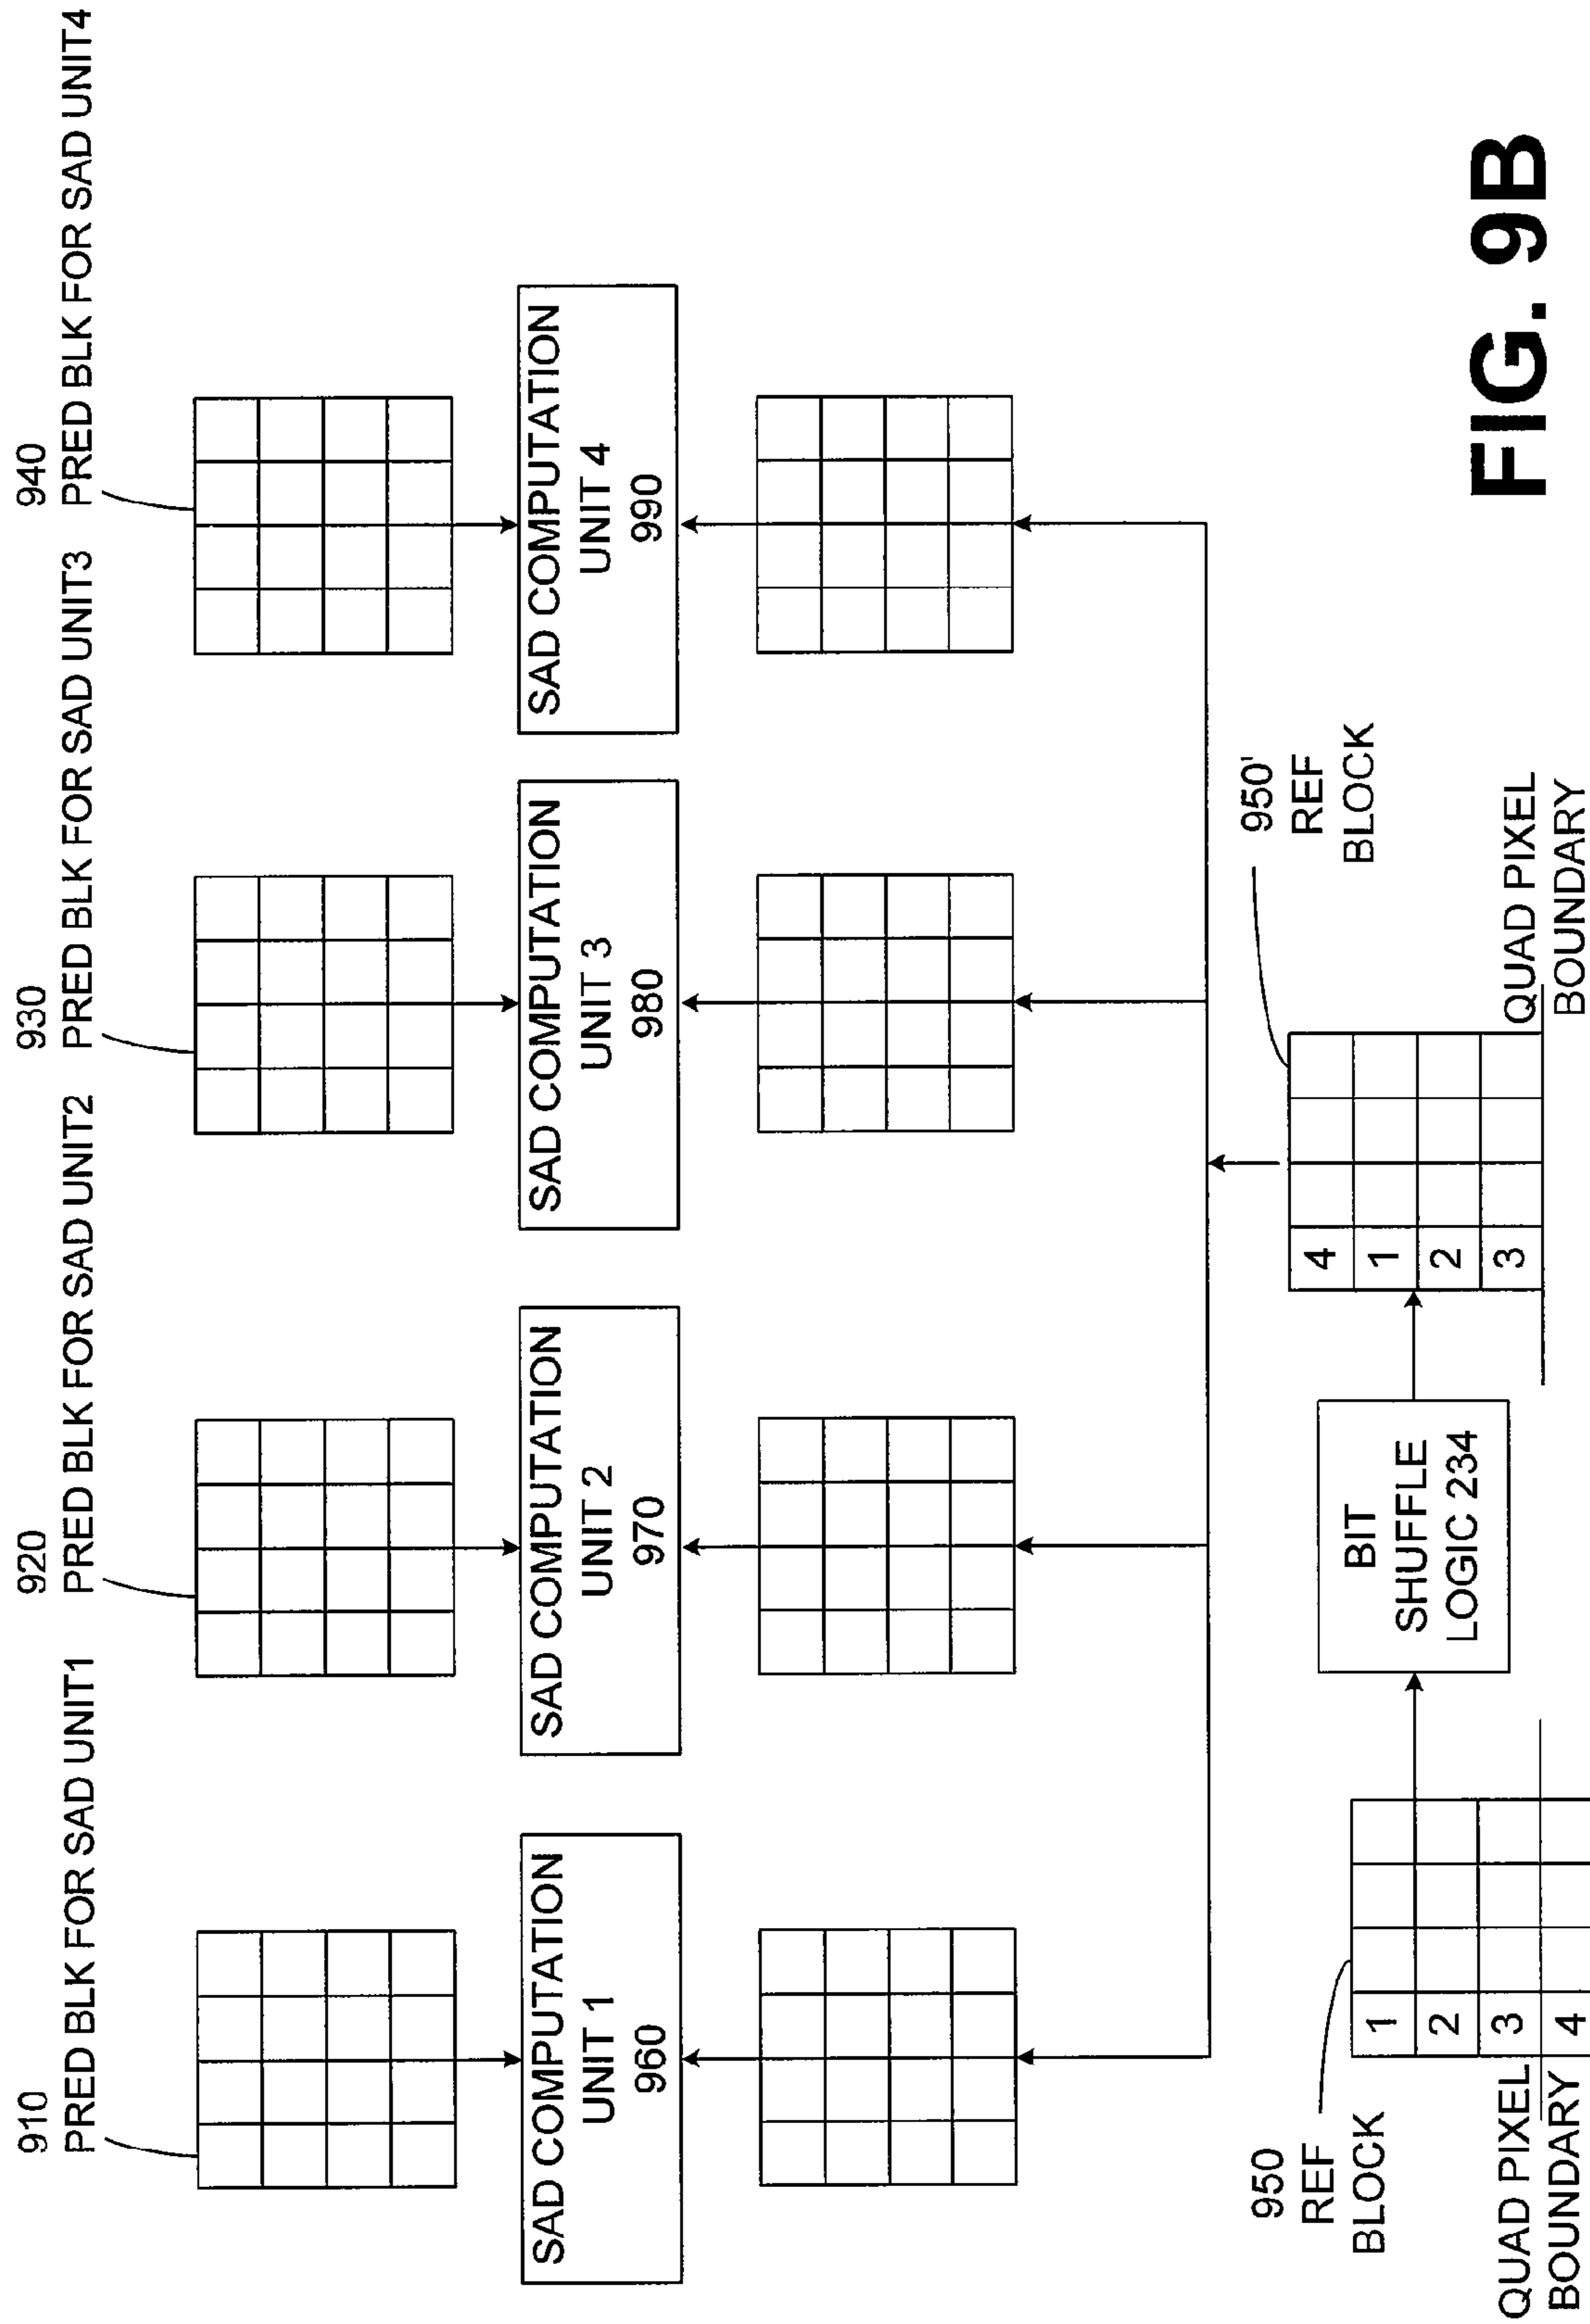 910
PRED BLK FOR SAD UNIT1
920
PRED BLK FOR SAD UNIT2
930
PRED BLK FOR SAD UNIT3
940
PRED BLK FOR SAD UNIT4
SAD COMPUTATION
UNIT 1
960
SAD COMPUTATION
UNIT 2
970
SAD COMPUTATION
UNIT 3
980
SAD COMPUTATION
UNIT 4
990
950
REF
BLOCK
1
2
3
4
QUAD PIXEL
BOUNDARY
BIT
SHUFFLE
LOGIC 234
950'
REF
BLOCK
4
1
2
3
QUAD PIXEL
BOUNDARY
FIG. 9B